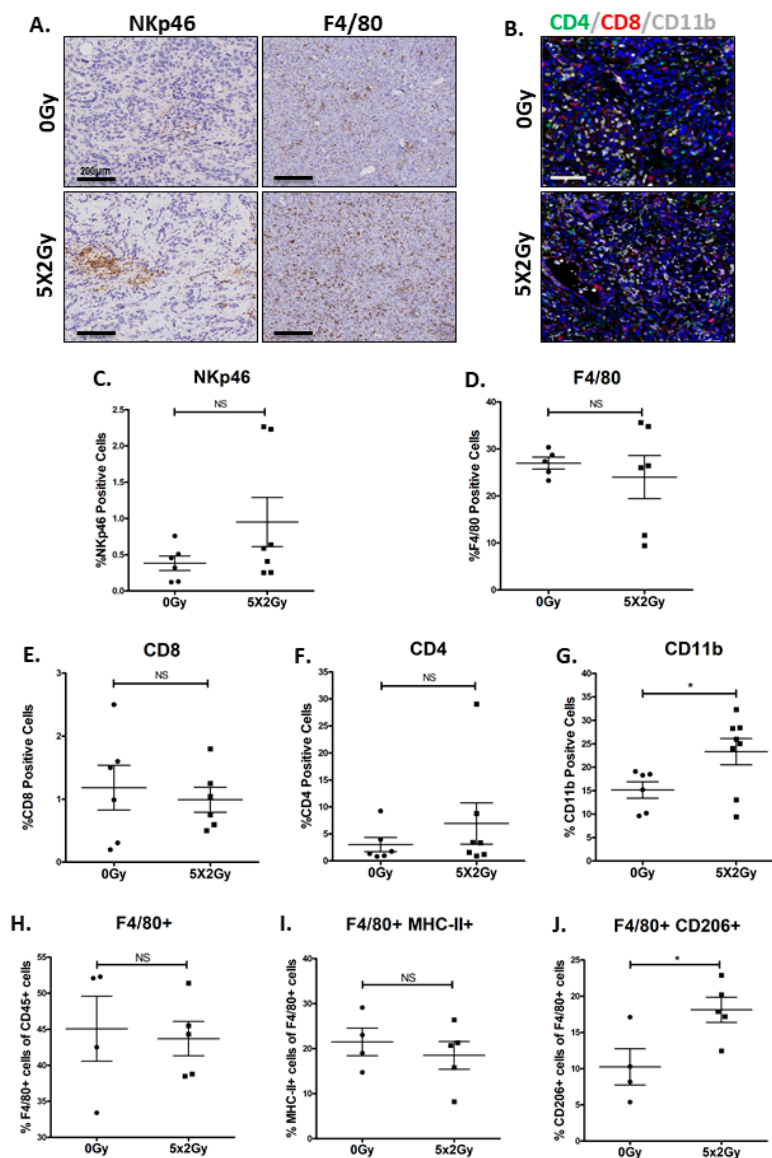 A. NKp46 F4/80
B. CD4/CD8/CD11b
0Gy
200µm
5X2Gy
0Gy
5X2Gy
C. NKp46
NS
%NKp46 Positive Cells
2.5
2.0
1.5
1.0
0.5
0.0
0Gy 5X2Gy
D. F4/80
NS
%F4/80 Positive Cells
40
30
20
10
0
0Gy 5X2Gy
E. CD8
NS
%CD8 Positive Cells
3
2
1
0
0Gy 5X2Gy
F. CD4
NS
%CD4 Positive Cells
35
30
25
20
15
10
5
0
0Gy 5X2Gy
G. CD11b
*
% CD11b Positve Cells
40
35
30
25
20
15
10
5
0
0Gy 5X2Gy
H. F4/80+
NS
% F4/80+ cells of CD45+ cells
55
50
45
40
35
30
0Gy 5x2Gy
I. F4/80+ MHC-II+
NS
% MHC-II+ cells of F4/80+ cells
40
30
20
10
0
0Gy 5x2Gy
J. F4/80+ CD206+
*
% CD206+ cells of F4/80+ cells
25
20
15
10
5
0
0Gy 5x2Gy